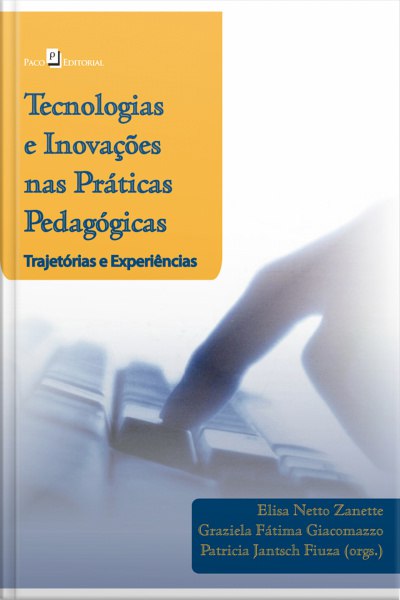 Paco P Editorial
Tecnologias
e Inovações
nas Práticas
Pedagógicas
Trajetórias e Experiências
Elisa Netto Zanette
Graziela Fátima Giacomazzo
Patricia Jantsch Fiuza (orgs.)